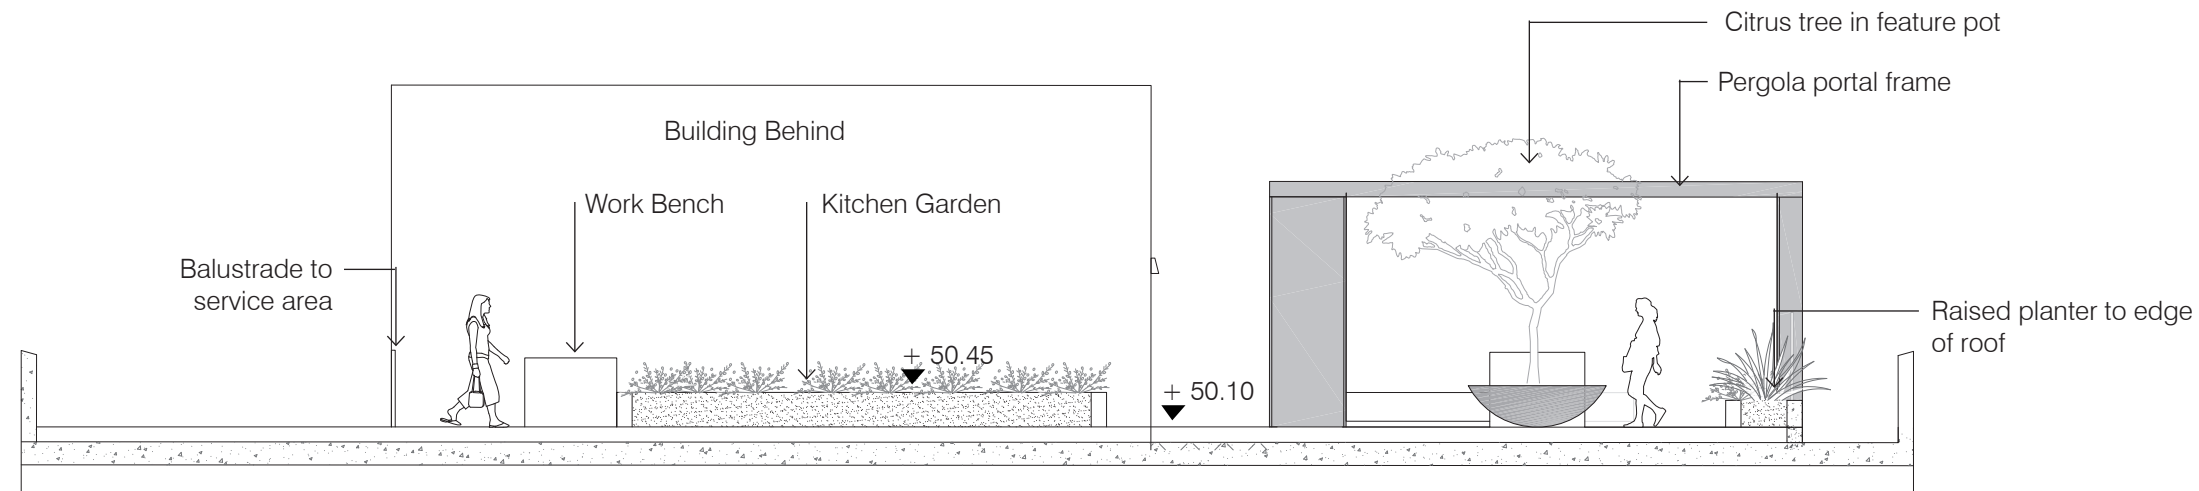 Citrus tree in feature pot
Pergola portal frame
Building Behind
Work Bench
Kitchen Garden
Balustrade to
service area
Raised planter to edge
of roof
+ 50.45
+ 50.10